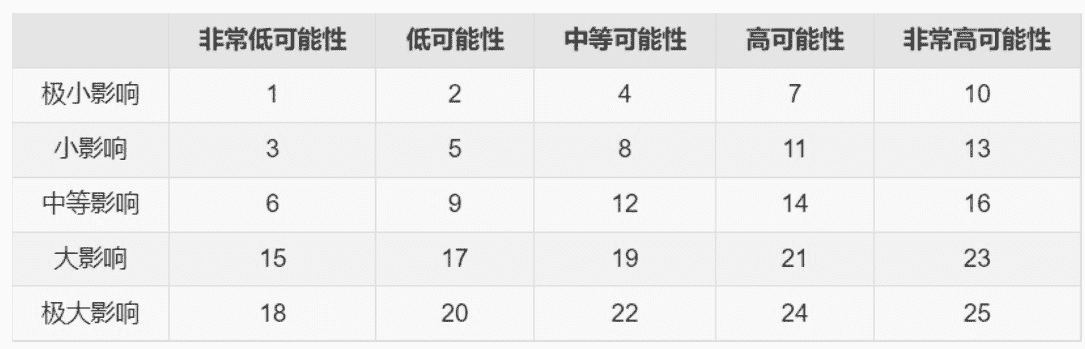 非常低可能性 低可能性 中等可能性 高可能性 非常高可能性
极小影响 1 2 4 7 10
小影响 3 5 8 11 13
中等影响 6 9 12 14 16
大影响 15 17 19 21 23
极大影响 18 20 22 24 25